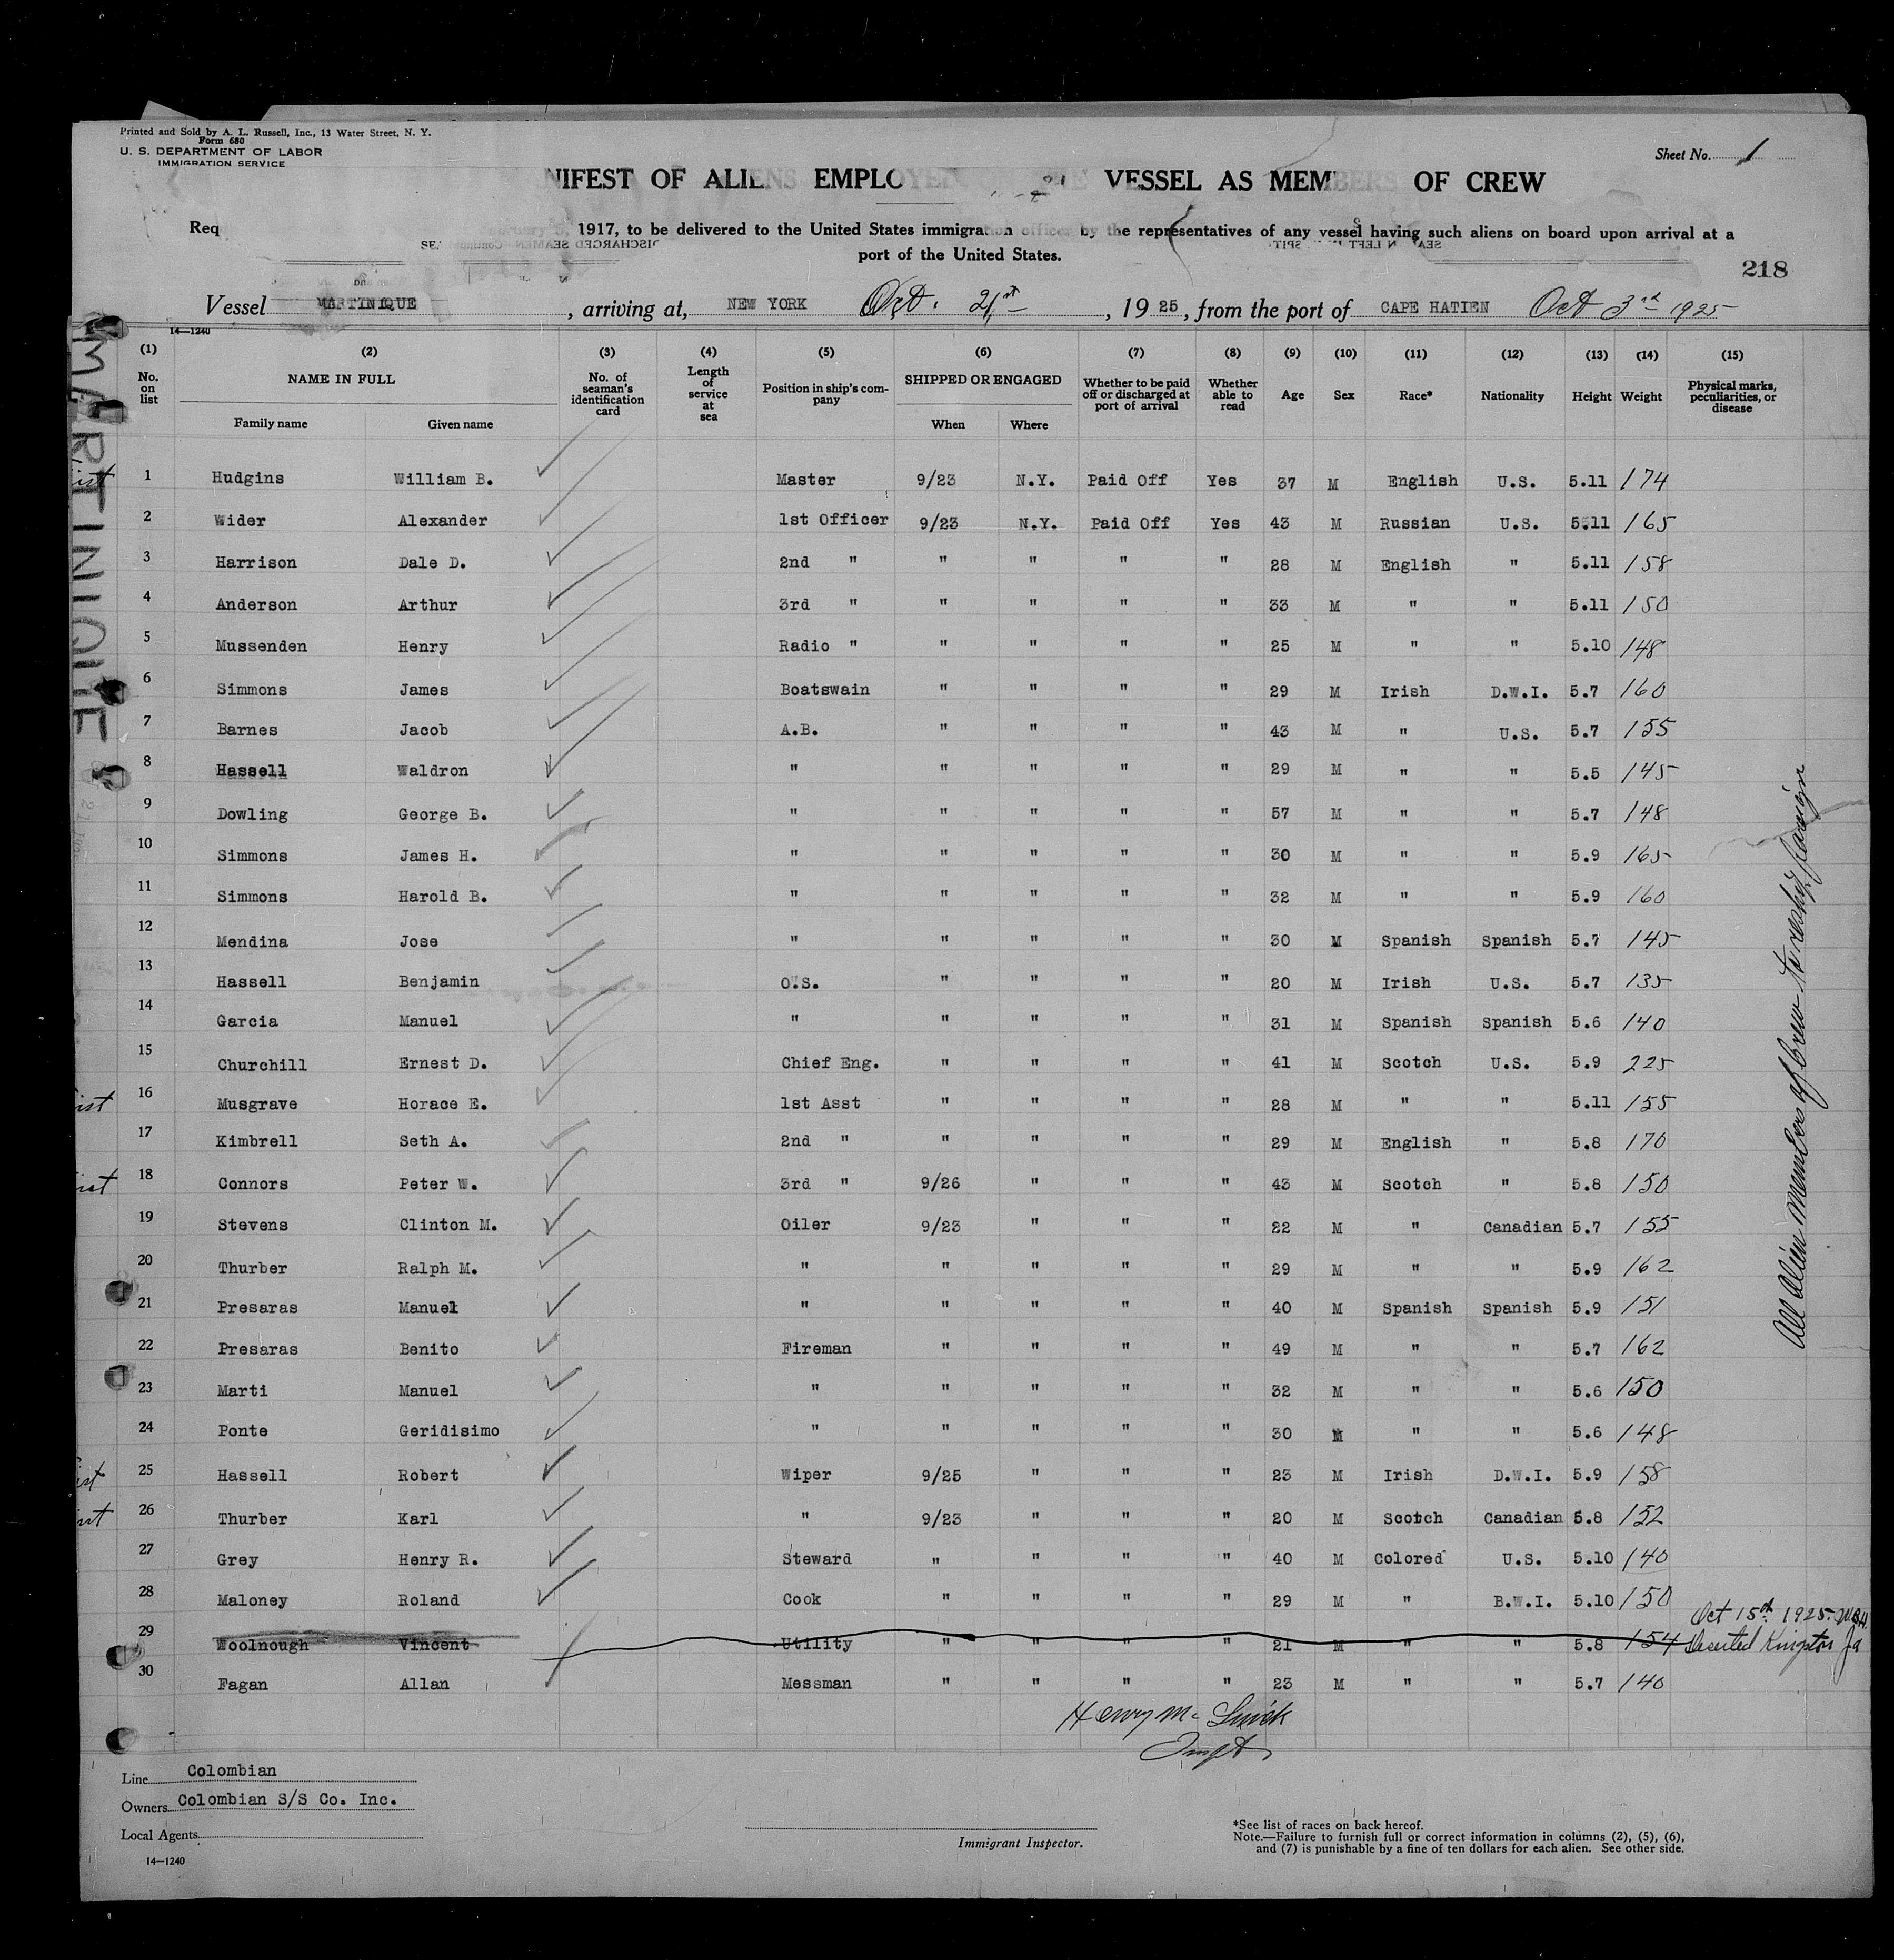 Printed and Sold by A. L. Russell, Inc., 13 Water Street, N. Y.
Form 680
U. S. DEPARTMENT OF LABOR
IMMIGRATION SERVICE
Sheet No. 1
NIFEST OF ALIENS EMPLOYED VESSEL AS MEMBERS OF CREW
Req 1917, to be delivered to the United States immigration officer by the representatives of any vessel having such aliens on board upon arrival at a
port of the United States.
218
Vessel MARTINIQUE, arriving at, NEW YORK Oct. 21st, 1925, from the port of CAPE HATIEN Oct 3rd 1925
14—1240
MARTINIQUE
(1) (2) (3) (4) (5) (6) (7) (8) (9) (10) (11) (12) (13) (14) (15)
No. on list NAME IN FULL No. of seaman's identification card Length of service at sea Position in ship's company SHIPPED OR ENGAGED Whether to be paid off or discharged at port of arrival Whether able to read Age Sex Race* Nationality Height Weight Physical marks, peculiarities, or disease
Family name Given name When Where
1 Hudgins William B. Master 9/23 N.Y. Paid Off Yes 37 M English U.S. 5.11 174
2 Wider Alexander 1st Officer 9/23 N.Y. Paid Off Yes 43 M Russian U.S. 5.11 165
3 Harrison Dale D. 2nd " " " " " 28 M English " 5.11 158
4 Anderson Arthur 3rd " " " " " 33 M " " 5.11 150
5 Mussenden Henry Radio " " " " " 25 M " " 5.10 148
6 Simmons James Boatswain " " " " 29 M Irish D.W.I. 5.7 160
7 Barnes Jacob A.B. " " " " 43 M " U.S. 5.7 155
8 Hassell Waldron " " " " " 29 M " " 5.5 145
9 Dowling George B. " " " " " 57 M " " 5.7 148
10 Simmons James H. " " " " " 30 M " " 5.9 165
11 Simmons Harold B. " " " " " 32 M " " 5.9 160
12 Mendina Jose " " " " " 30 M Spanish Spanish 5.7 145
13 Hassell Benjamin O.S. " " " " 20 M Irish U.S. 5.7 135
14 Garcia Manuel " " " " " 31 M Spanish Spanish 5.6 140
15 Churchill Ernest D. Chief Eng. " " " " 41 M Scotch U.S. 5.9 225
16 Musgrave Horace E. 1st Asst " " " " 28 M " " 5.11 155
17 Kimbrell Seth A. 2nd " " " " " 29 M English " 5.8 170
18 Connors Peter W. 3rd " 9/26 " " " 43 M Scotch " 5.8 150
19 Stevens Clinton M. Oiler 9/23 " " " 22 M " Canadian 5.7 155
20 Thurber Ralph M. " " " " " 29 M " " 5.9 162
21 Presaras Manuel " " " " " 40 M Spanish Spanish 5.9 151
22 Presaras Benito Fireman " " " " 49 M " " 5.7 162
23 Marti Manuel " " " " " 32 M " " 5.6 150
24 Ponte Geridisimo " " " " " 30 M " " 5.6 148
25 Hassell Robert Wiper 9/25 " " " 23 M Irish D.W.I. 5.9 158
26 Thurber Karl " 9/23 " " " 20 M Scotch Canadian 5.8 152
27 Grey Henry R. Steward " " " " 40 M Colored U.S. 5.10 140
28 Maloney Roland Cook " " " " 29 M " B.W.I. 5.10 150
Oct 15th 1925
29 Woolnough Vincent Utility " " " " 21 M " " 5.8 154 Deserted Kingston Ja
30 Fagan Allan Messman " " " " 23 M " " 5.7 140
All Alien Members of Crew to reship foreign
Line Colombian
Owners Colombian S/S Co. Inc.
Local Agents
14—1240
Immigrant Inspector.
*See list of races on back hereof.
Note.—Failure to furnish full or correct information in columns (2), (5), (6),
and (7) is punishable by a fine of ten dollars for each alien. See other side.